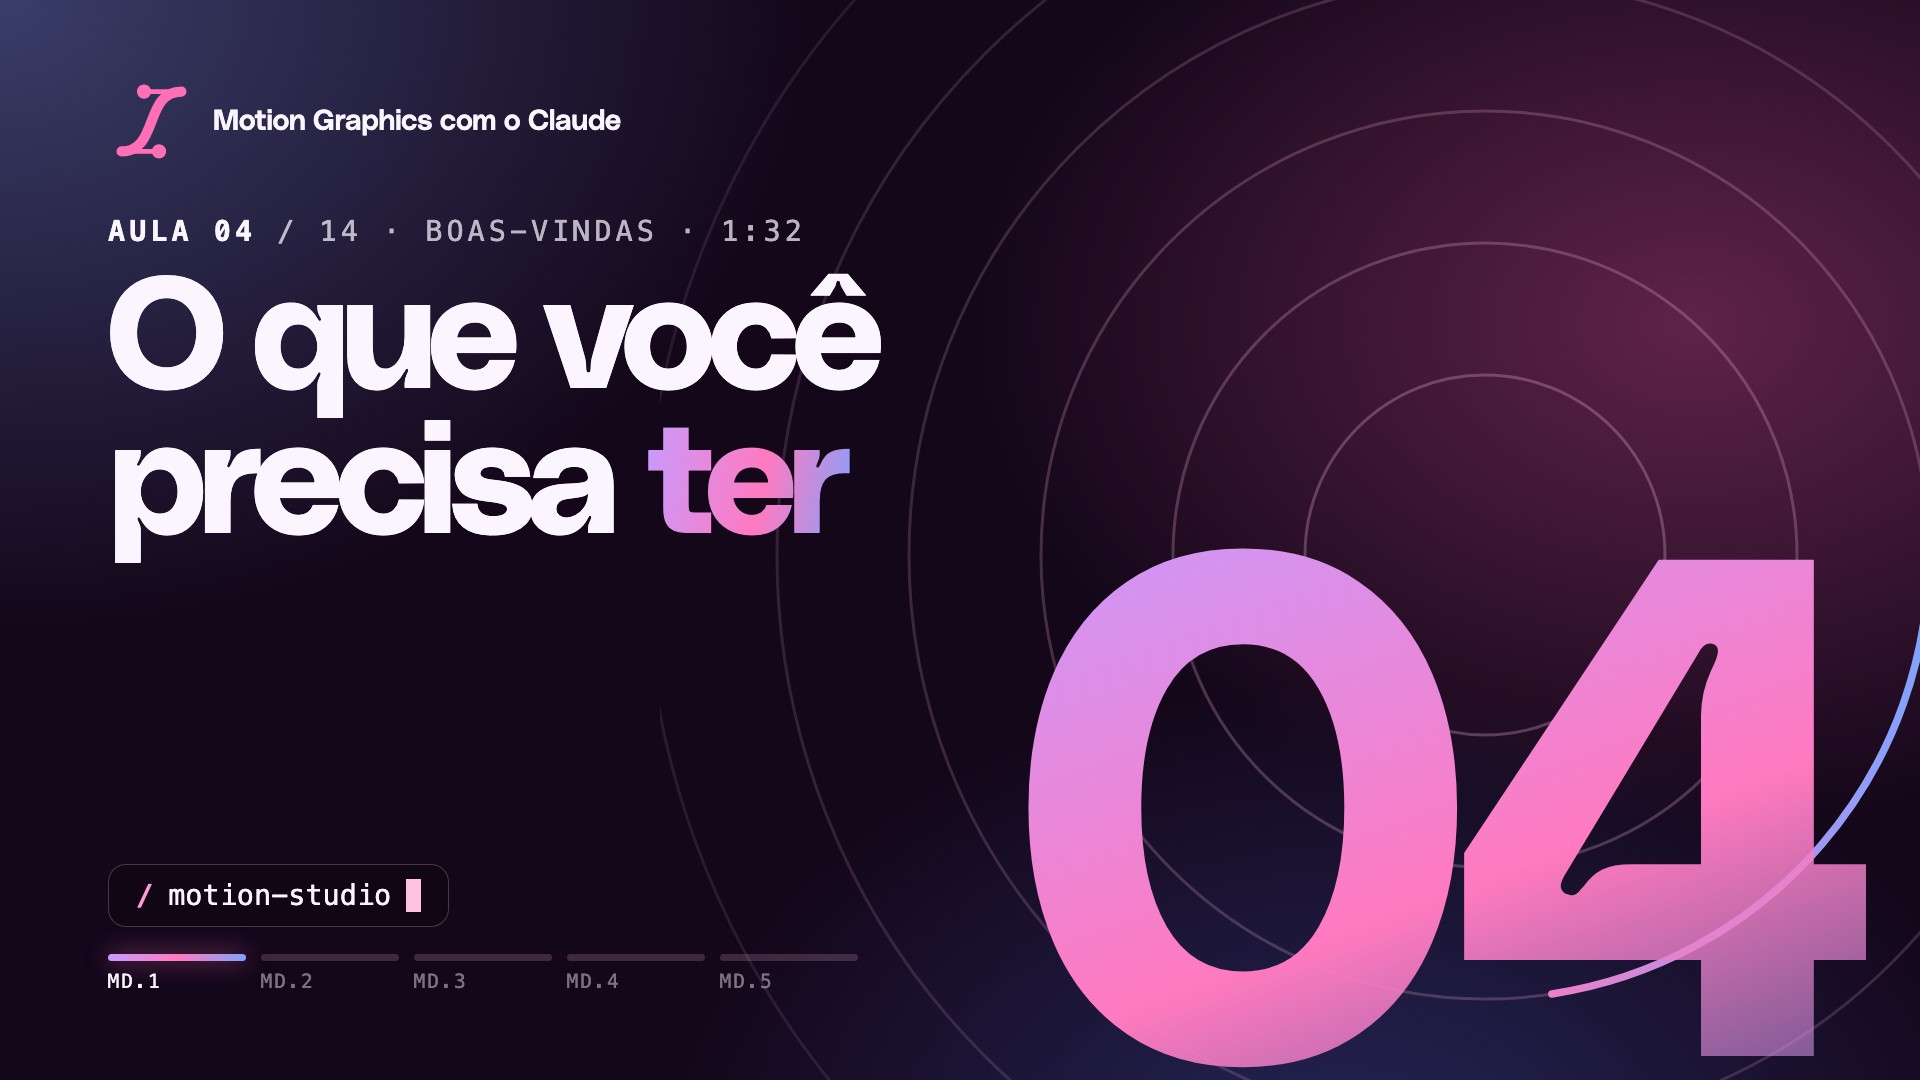 Motion Graphics com o Claude
AULA 04 / 14 · BOAS-VINDAS · 1:32
O que você
precisa ter
04
/ motion-studio
MD.1 MD.2 MD.3 MD.4 MD.5